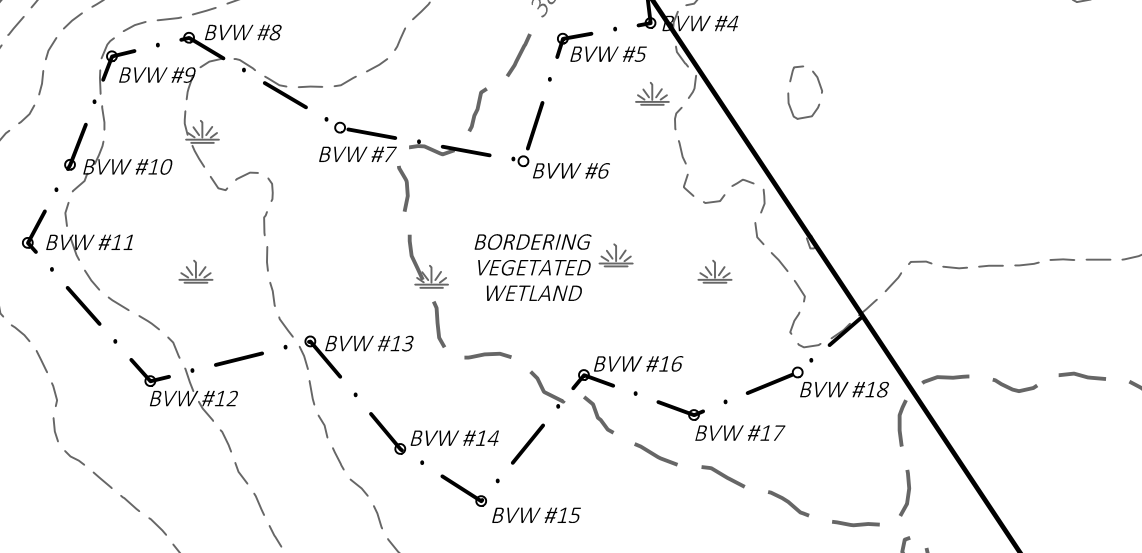 BVW #4
BVW #8
BVW #5
BVW #9
BVW #7
BVW #6
BVW #10
BVW #11
BORDERING
VEGETATED
WETLAND
BVW #13
BVW #16
BVW #18
BVW #12
BVW #17
BVW #14
BVW #15